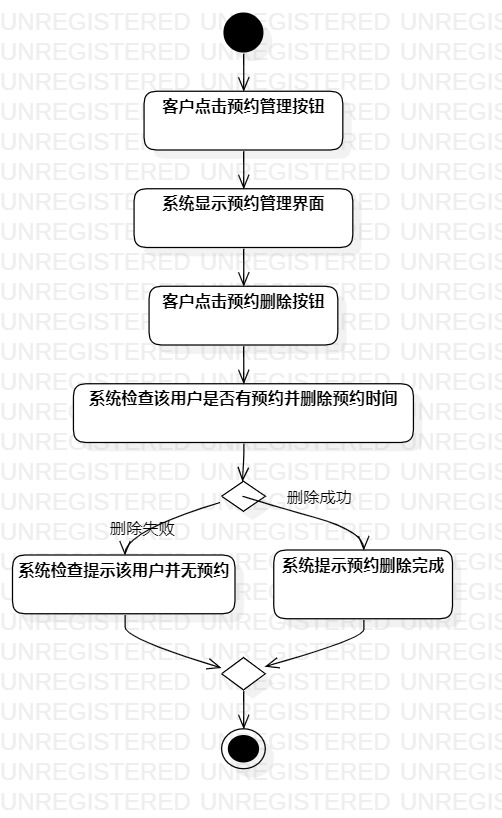 客户点击预约管理按钮
系统显示预约管理界面
客户点击预约删除按钮
系统检查该用户是否有预约并删除预约时间
删除成功
删除失败
系统检查提示该用户并无预约
系统提示预约删除完成
UNREGISTERED UNREGISTERED UNREGISTERED